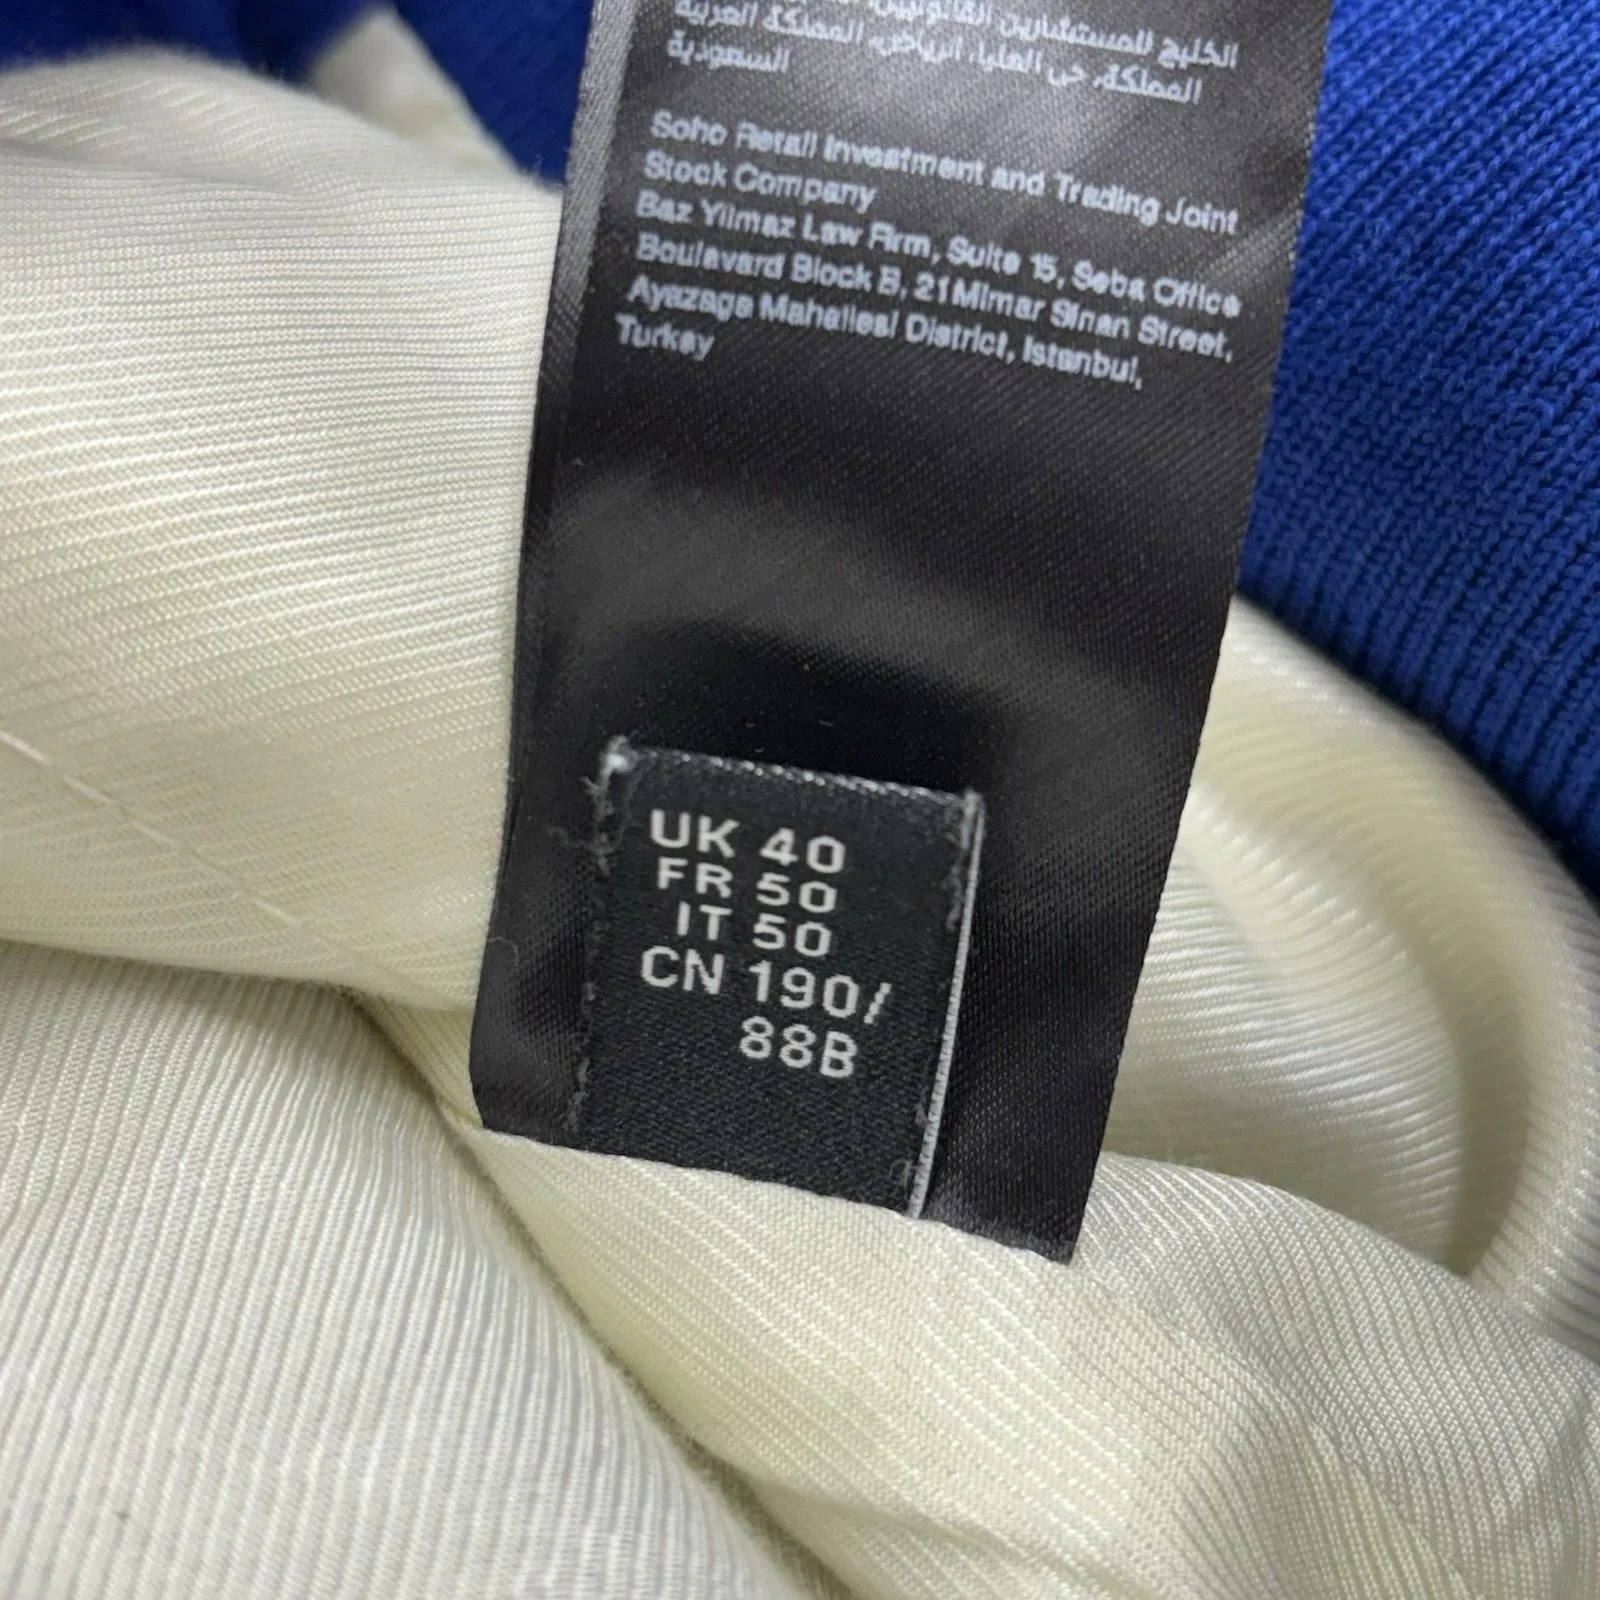 الخليج للمستشارين القانونيين، المملكة العربية
المملكة، حي العليا، الرياض، المملكة العربية
السعودية
Soho Retail Investment and Trading Joint
Stock Company
Baz Yilmaz Law Firm, Suite 15, Seba Office
Boulevard Block B, 21 Mimar Sinan Street,
Ayazaga Mahallesi District, Istanbul,
Turkey
UK 40
FR 50
IT 50
CN 190/
88B